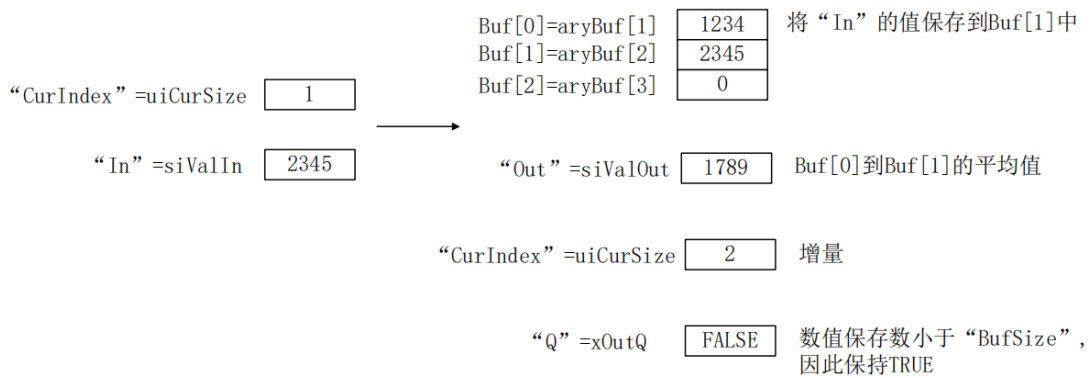 Buf[0]=aryBuf[1] 1234 将“In”的值保存到Buf[1]中
Buf[1]=aryBuf[2] 2345
Buf[2]=aryBuf[3] 0
“CurIndex”=uiCurSize 1
“In”=siValIn 2345
“Out”=siValOut 1789 Buf[0]到Buf[1]的平均值
“CurIndex”=uiCurSize 2 增量
“Q”=xOutQ FALSE 数值保存数小于“BufSize”,
因此保持TRUE